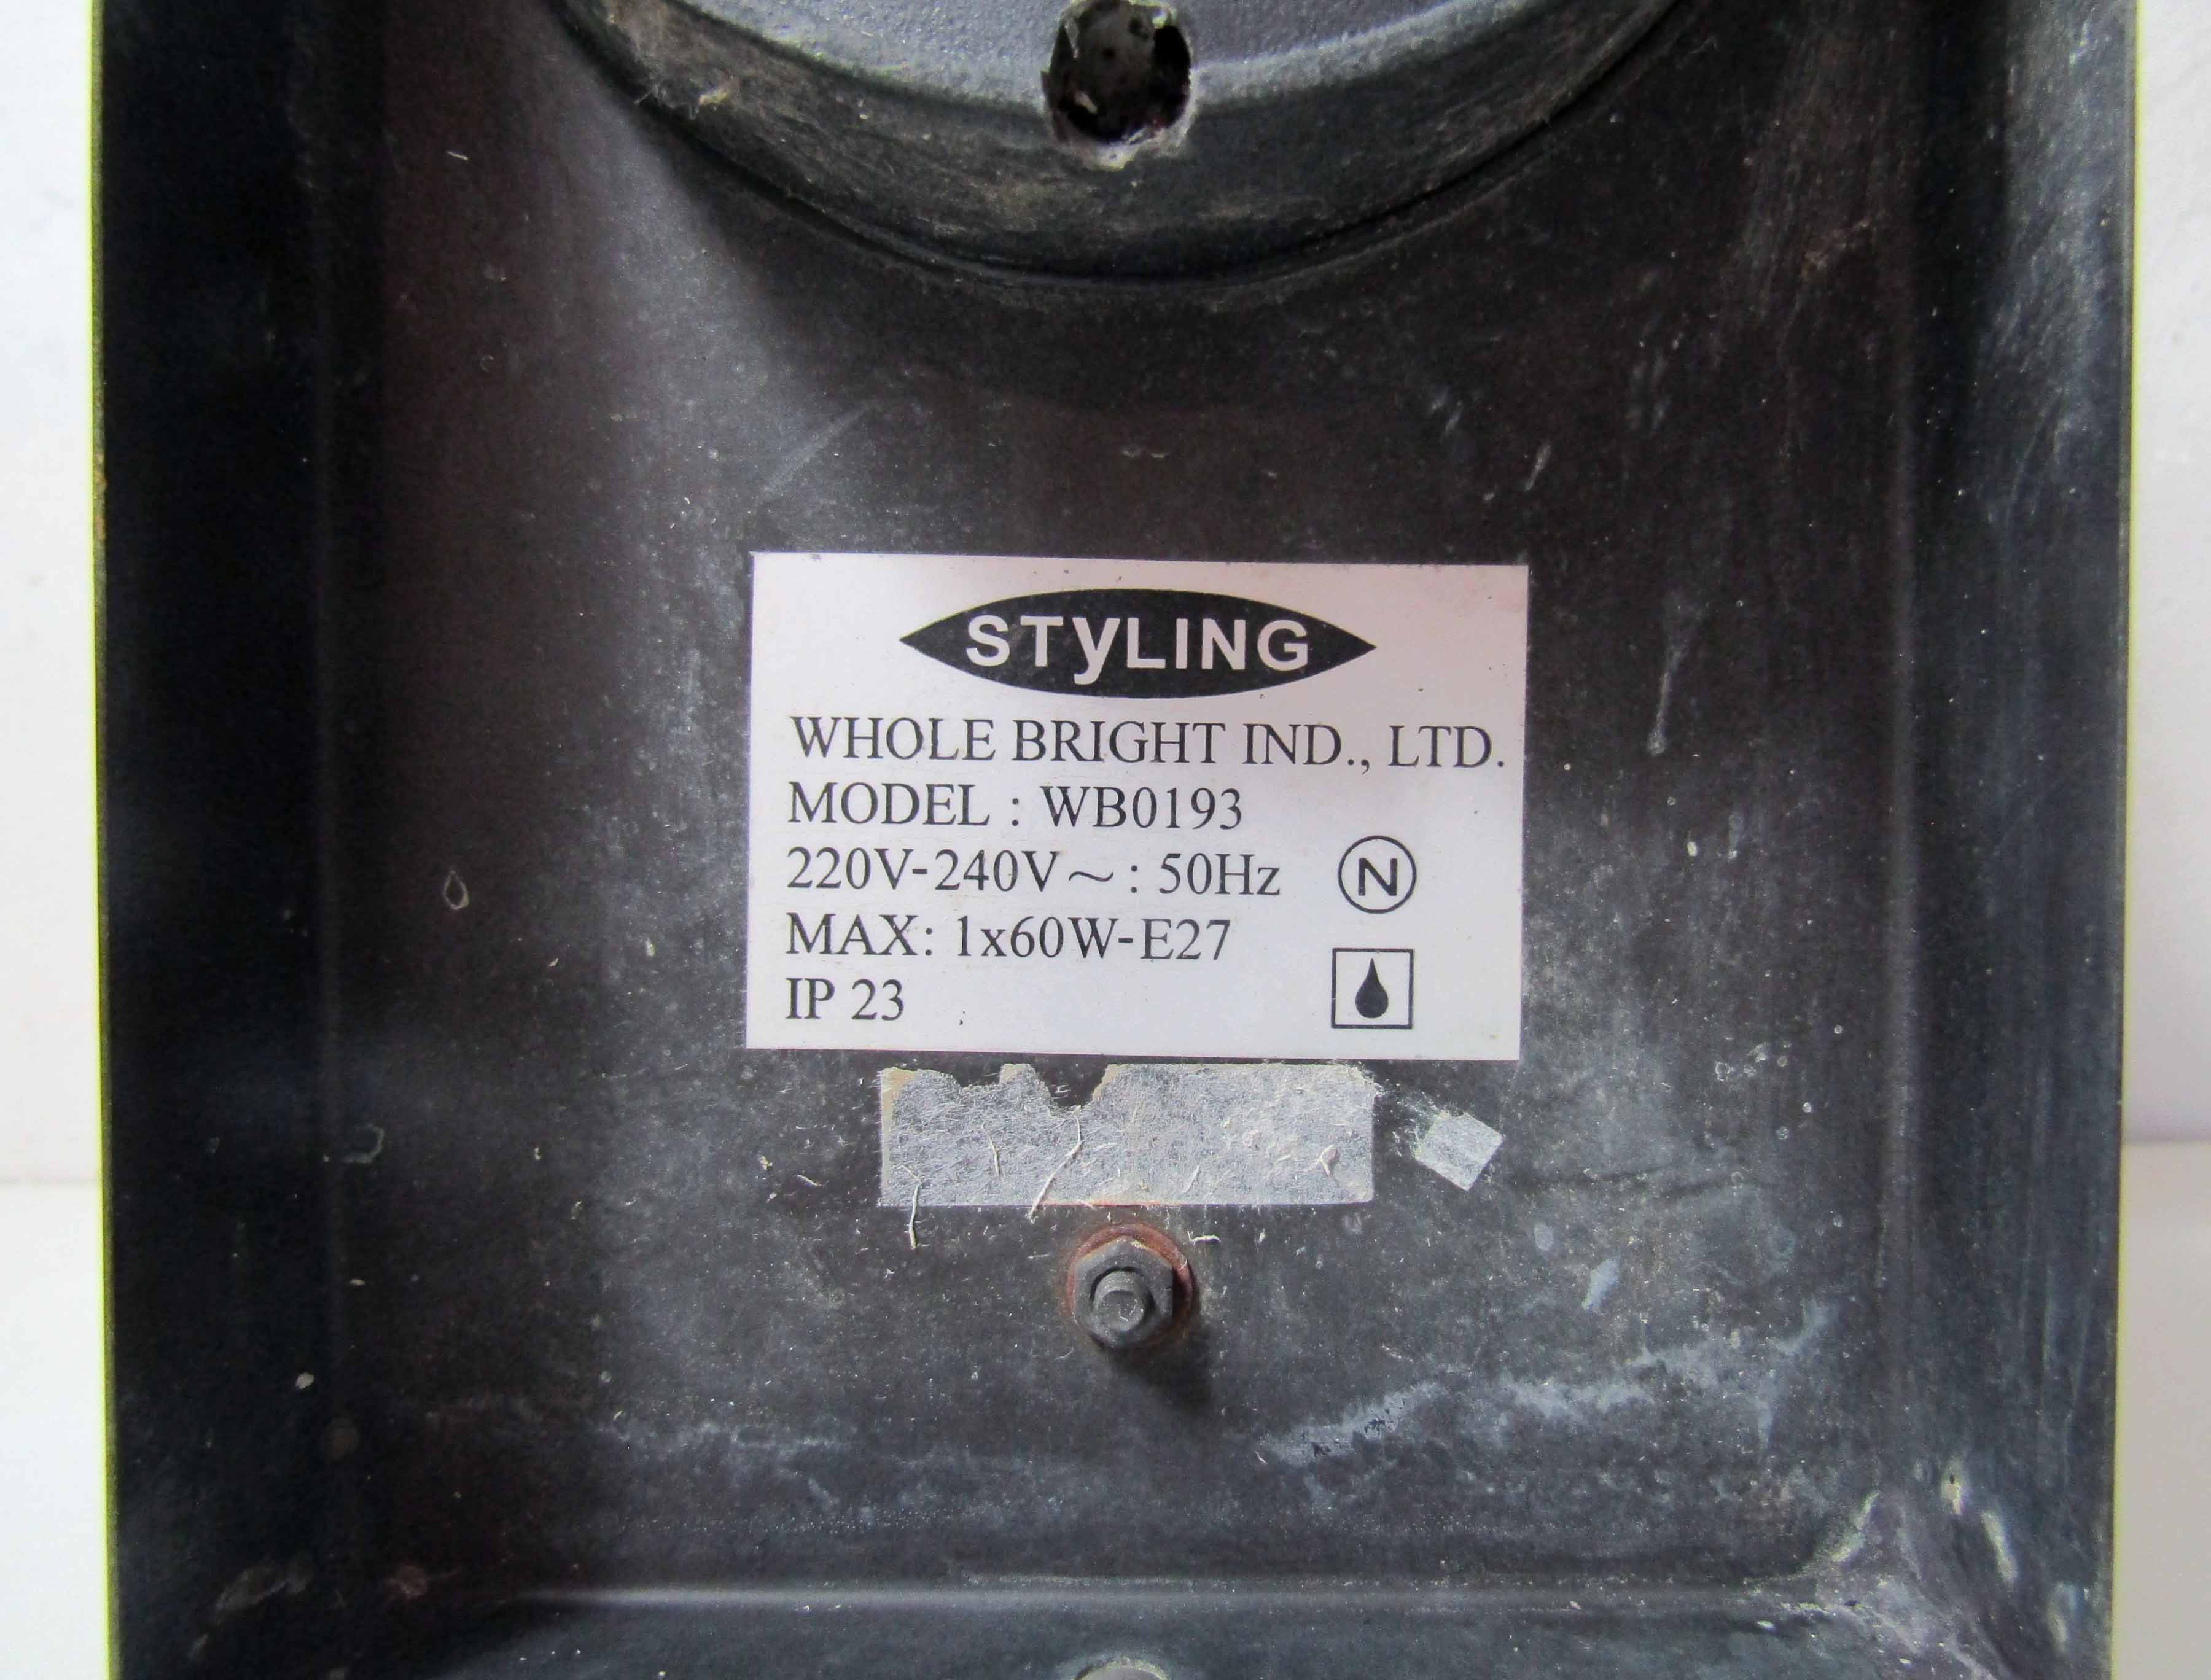 STyLING
WHOLE BRIGHT IND., LTD.
MODEL : WB0193
220V-240V~: 50Hz
N
MAX: 1x60W-E27
IP 23